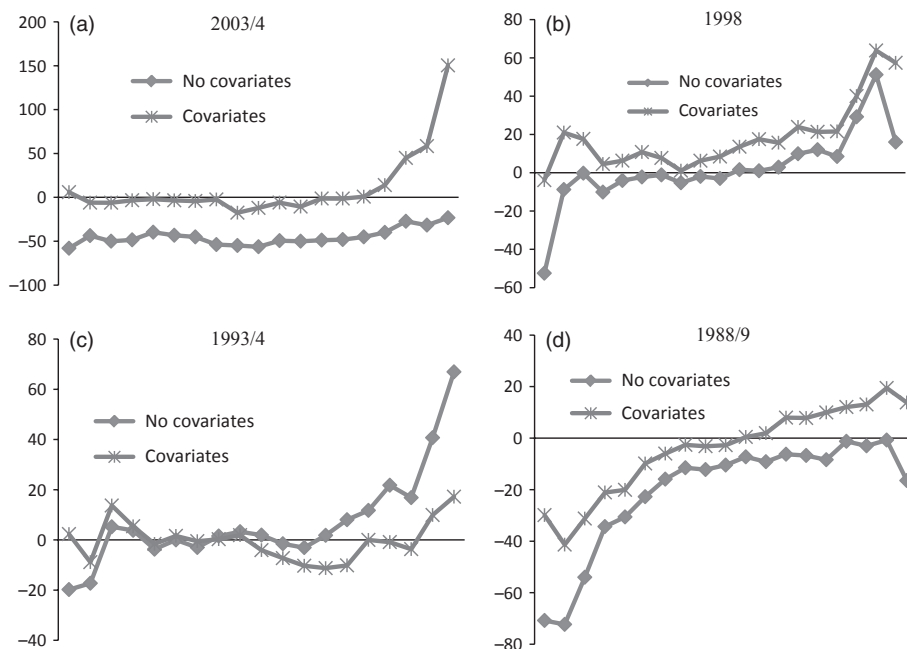 (a) 2003/4
200
150
100
50
0
−50
−100
No covariates
Covariates
(b) 1998
80
60
40
20
0
−20
−40
−60
No covariates
Covariates
(c) 1993/4
80
60
40
20
0
−20
−40
No covariates
Covariates
(d) 1988/9
40
20
0
−20
−40
−60
−80
No covariates
Covariates